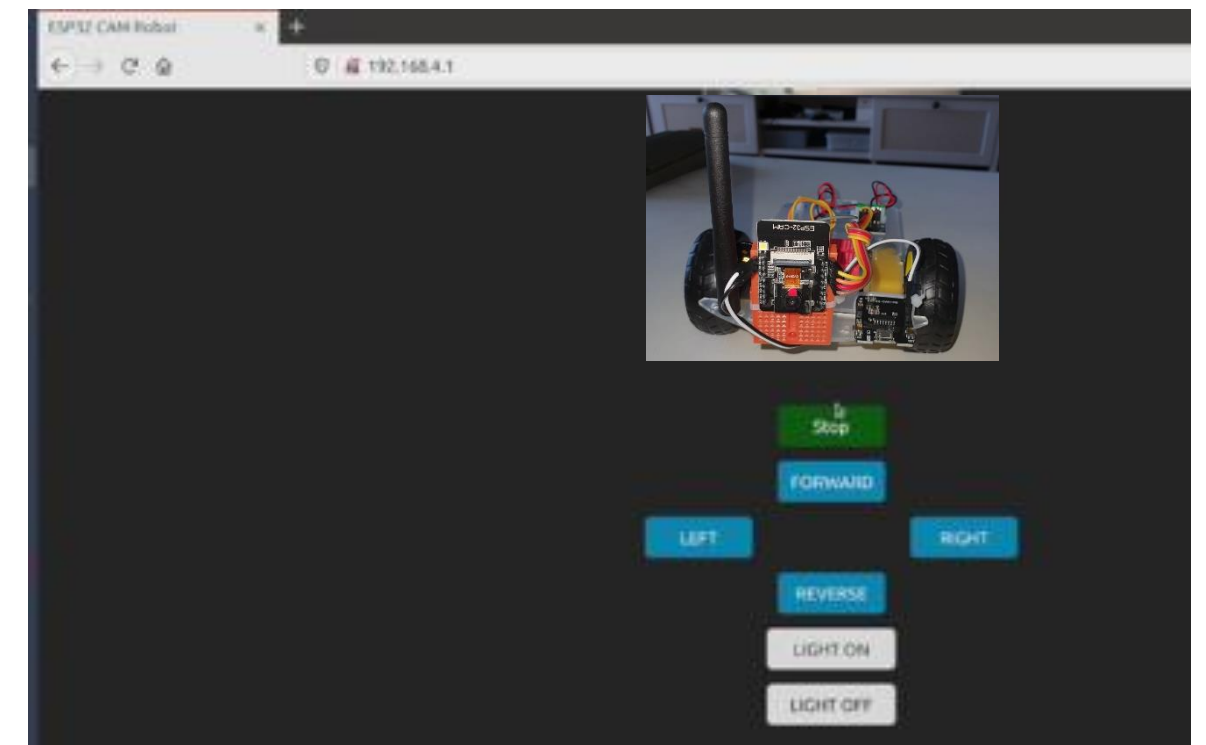 ESP32 CAM Robot
192.168.4.1
ESP32-CAM
Stop
FORWARD
LEFT RIGHT
REVERSE
LIGHT ON
LIGHT OFF